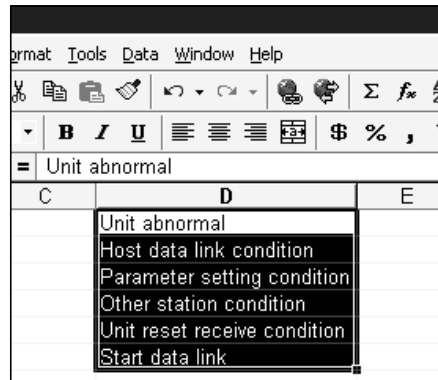 ormat Tools Data Window Help
Σ fx
B I U $ % ,
= Unit abnormal
C D E
Unit abnormal
Host data link condition
Parameter setting condition
Other station condition
Unit reset receive condition
Start data link